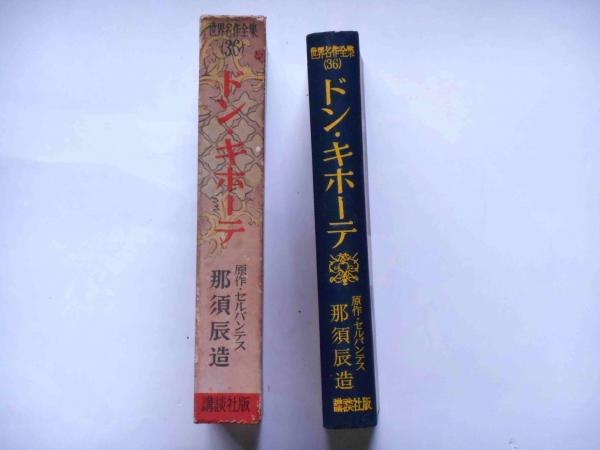 世界名作全集
(36)
ドン・キホーテ
原作・セルバンテス
那須辰造
講談社版
世界名作全集
(36)
ドン・キホーテ
原作・セルバンテス
那須辰造
講談社版